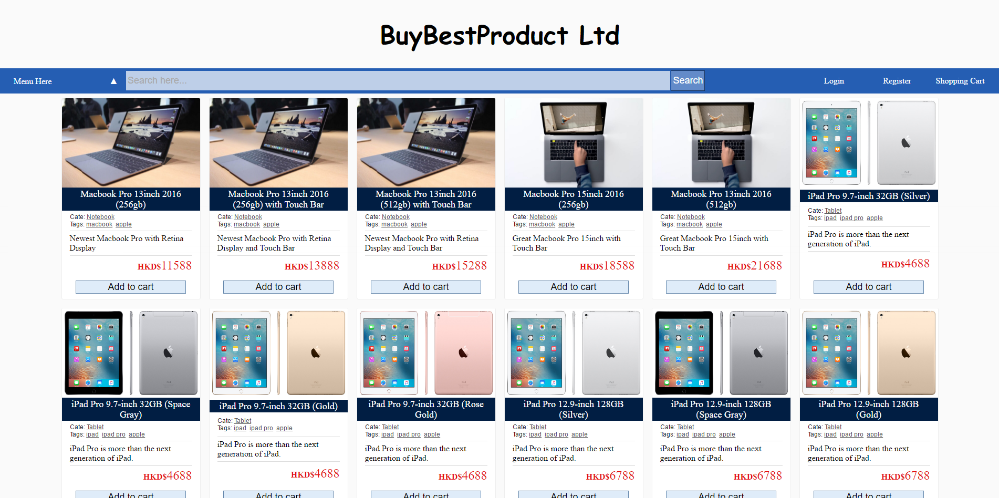 BuyBestProduct Ltd
Menu Here ▲ Search here... Search Login Register Shopping Cart
Macbook Pro 13inch 2016
(256gb)
Cate: Notebook
Tags: macbook apple
Newest Macbook Pro with Retina
Display
HKD$11588
Add to cart
Macbook Pro 13inch 2016
(256gb) with Touch Bar
Cate: Notebook
Tags: macbook apple
Newest Macbook Pro with Retina
Display and Touch Bar
HKD$13888
Add to cart
Macbook Pro 13inch 2016
(512gb) with Touch Bar
Cate: Notebook
Tags: macbook apple
Newest Macbook Pro with Retina
Display and Touch Bar
HKD$15288
Add to cart
Macbook Pro 15inch 2016
(256gb)
Cate: Notebook
Tags: macbook apple
Great Macbook Pro 15inch with
Touch Bar
HKD$18588
Add to cart
Macbook Pro 13inch 2016
(512gb)
Cate: Notebook
Tags: macbook apple
Great Macbook Pro 15inch with
Touch Bar
HKD$21688
Add to cart
iPad Pro 9.7-inch 32GB (Silver)
Cate: Tablet
Tags: ipad ipad pro apple
iPad Pro is more than the next
generation of iPad.
HKD$4688
Add to cart
iPad Pro 9.7-inch 32GB (Space
Gray)
Cate: Tablet
Tags: ipad ipad pro apple
iPad Pro is more than the next
generation of iPad.
HKD$4688
Add to cart
iPad Pro 9.7-inch 32GB (Gold)
Cate: Tablet
Tags: ipad ipad pro apple
iPad Pro is more than the next
generation of iPad.
HKD$4688
Add to cart
iPad Pro 9.7-inch 32GB (Rose
Gold)
Cate: Tablet
Tags: ipad ipad pro apple
iPad Pro is more than the next
generation of iPad.
HKD$4688
Add to cart
iPad Pro 12.9-inch 128GB
(Silver)
Cate: Tablet
Tags: ipad ipad pro apple
iPad Pro is more than the next
generation of iPad.
HKD$6788
Add to cart
iPad Pro 12.9-inch 128GB
(Space Gray)
Cate: Tablet
Tags: ipad ipad pro apple
iPad Pro is more than the next
generation of iPad.
HKD$6788
Add to cart
iPad Pro 12.9-inch 128GB
(Gold)
Cate: Tablet
Tags: ipad ipad pro apple
iPad Pro is more than the next
generation of iPad.
HKD$6788
Add to cart